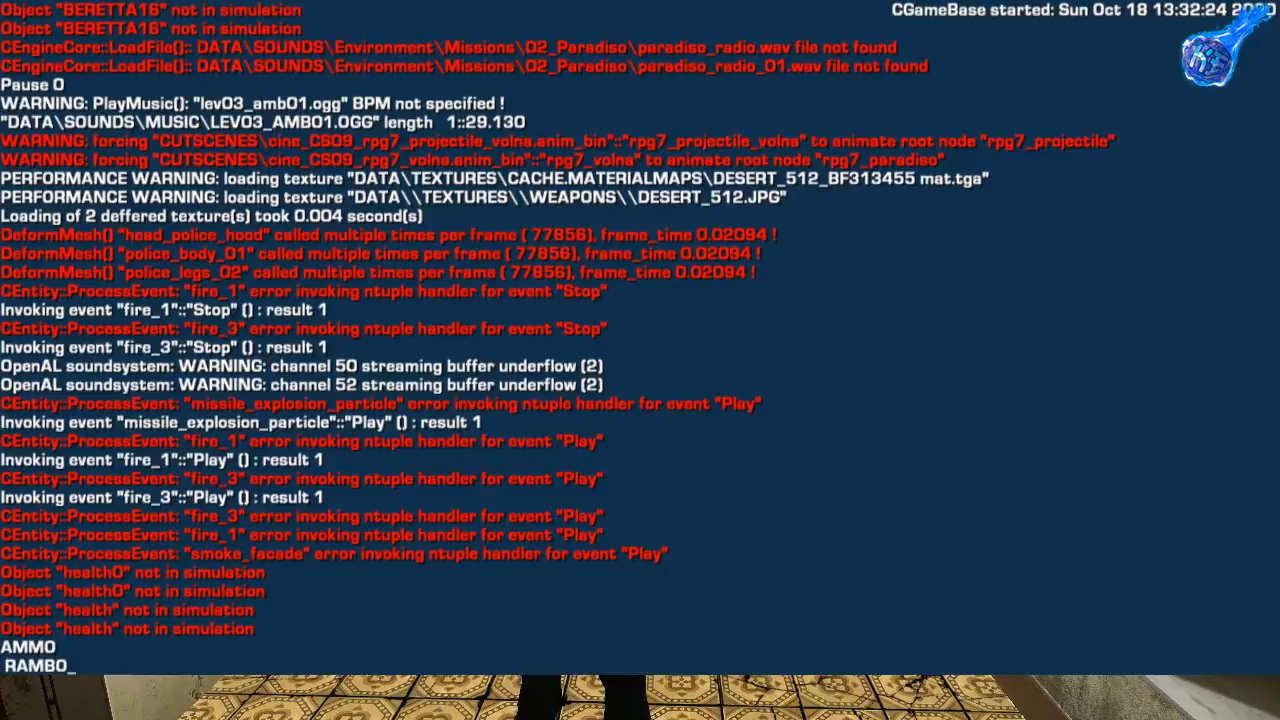 Object "BERETTA16" not in simulation
CGameBase started: Sun Oct 18 13:32:24
Object "BERETTA16" not in simulation
CEngineCore::LoadFile():: DATA\SOUNDS\Environment\Missions\02_Paradiso\paradiso_radio.wav file not found
CEngineCore::LoadFile():: DATA\SOUNDS\Environment\Missions\02_Paradiso\paradiso_radio_01.wav file not found
Pause 0
WARNING: PlayMusic(): "lev03_amb01.ogg" BPM not specified !
"DATA\SOUNDS\MUSIC\LEV03_AMB01.OGG" length 1::29.130
WARNING: forcing "CUTSCENES\cine_CS09_rpg7_projectile_volna.anim_bin"::"rpg7_projectile_volna" to animate root node "rpg7_projectile"
WARNING: forcing "CUTSCENES\cine_CS09_rpg7_volna.anim_bin"::"rpg7_volna" to animate root node "rpg7_paradiso"
PERFORMANCE WARNING: loading texture "DATA\TEXTURES\CACHE.MATERIALMAPS\DESERT_512_BF313455 mat.tga"
PERFORMANCE WARNING: loading texture "DATA\\TEXTURES\\WEAPONS\\DESERT_512.JPG"
Loading of 2 deffered texture(s) took 0.004 second(s)
DeformMesh() "head_police_hood" called multiple times per frame ( 77856), frame_time 0.02094 !
DeformMesh() "police_body_01" called multiple times per frame ( 77856), frame_time 0.02094 !
DeformMesh() "police_legs_02" called multiple times per frame ( 77856), frame_time 0.02094 !
CEntity::ProcessEvent: "fire_1" error invoking ntuple handler for event "Stop"
Invoking event "fire_1"::"Stop" () : result 1
CEntity::ProcessEvent: "fire_3" error invoking ntuple handler for event "Stop"
Invoking event "fire_3"::"Stop" () : result 1
OpenAL soundsystem: WARNING: channel 50 streaming buffer underflow (2)
OpenAL soundsystem: WARNING: channel 52 streaming buffer underflow (2)
CEntity::ProcessEvent: "missile_explosion_particle" error invoking ntuple handler for event "Play"
Invoking event "missile_explosion_particle"::"Play" () : result 1
CEntity::ProcessEvent: "fire_1" error invoking ntuple handler for event "Play"
Invoking event "fire_1"::"Play" () : result 1
CEntity::ProcessEvent: "fire_3" error invoking ntuple handler for event "Play"
Invoking event "fire_3"::"Play" () : result 1
CEntity::ProcessEvent: "fire_3" error invoking ntuple handler for event "Play"
CEntity::ProcessEvent: "fire_1" error invoking ntuple handler for event "Play"
CEntity::ProcessEvent: "smoke_facade" error invoking ntuple handler for event "Play"
Object "health0" not in simulation
Object "health0" not in simulation
Object "health" not in simulation
Object "health" not in simulation
AMMO
RAMBO_